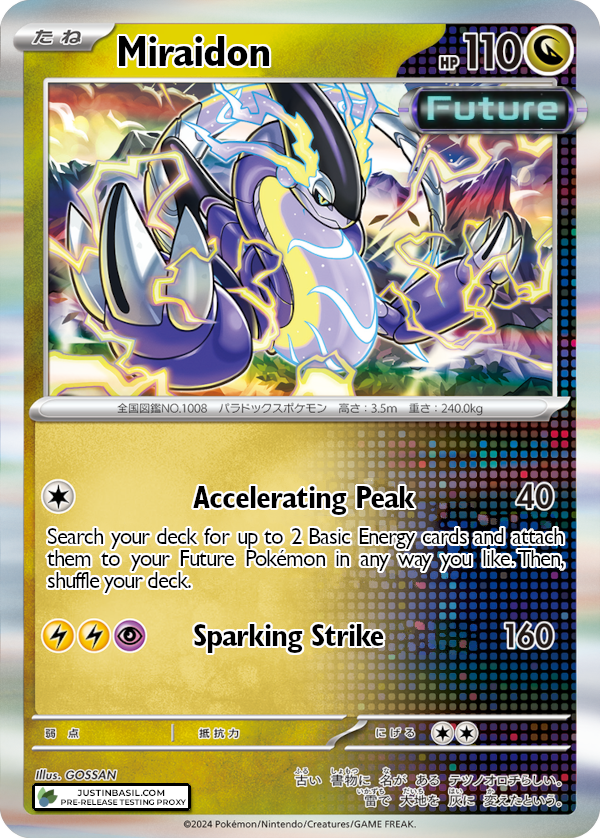 たね Miraidon HP 110
Future
全国図鑑NO.1008 パラドックスポケモン 高さ：3.5m 重さ：240.0kg
Accelerating Peak 40
Search your deck for up to 2 Basic Energy cards and attach
them to your Future Pokémon in any way you like. Then,
shuffle your deck.
Sparking Strike 160
弱点 抵抗力 にげる
Illus. GOSSAN
JUSTINBASIL.COM
PRE-RELEASE TESTING PROXY
古い 書物に 名が ある テツノオロチらしい。
雷で 大地を 灰に 変えたという。
©2024 Pokémon/Nintendo/Creatures/GAME FREAK.